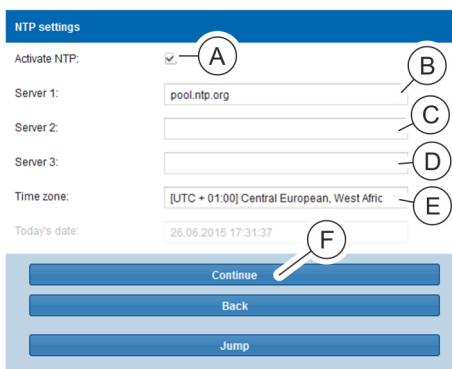 NTP settings
Activate NTP:
A
Server 1:
pool.ntp.org
B
Server 2:
C
Server 3:
D
Time zone:
[UTC + 01:00] Central European, West Afric
E
Today's date:
26.06.2015 17:31:37
F
Continue
Back
Jump